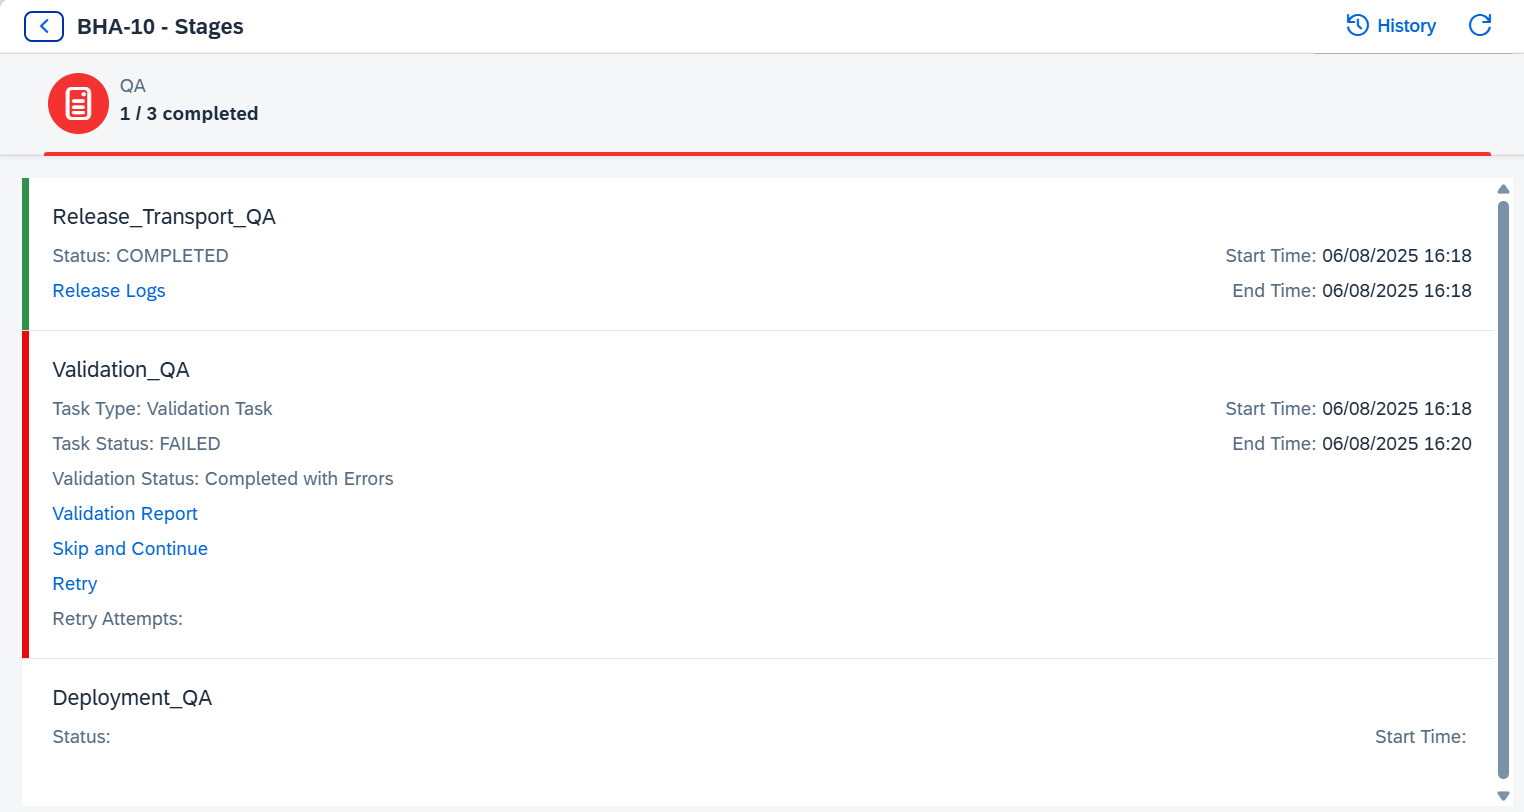 BHA-10 - Stages
History
QA
1 / 3 completed
Release_Transport_QA
Status: COMPLETED
Start Time: 06/08/2025 16:18
Release Logs
End Time: 06/08/2025 16:18
Validation_QA
Task Type: Validation Task
Start Time: 06/08/2025 16:18
Task Status: FAILED
End Time: 06/08/2025 16:20
Validation Status: Completed with Errors
Validation Report
Skip and Continue
Retry
Retry Attempts:
Deployment_QA
Status:
Start Time: